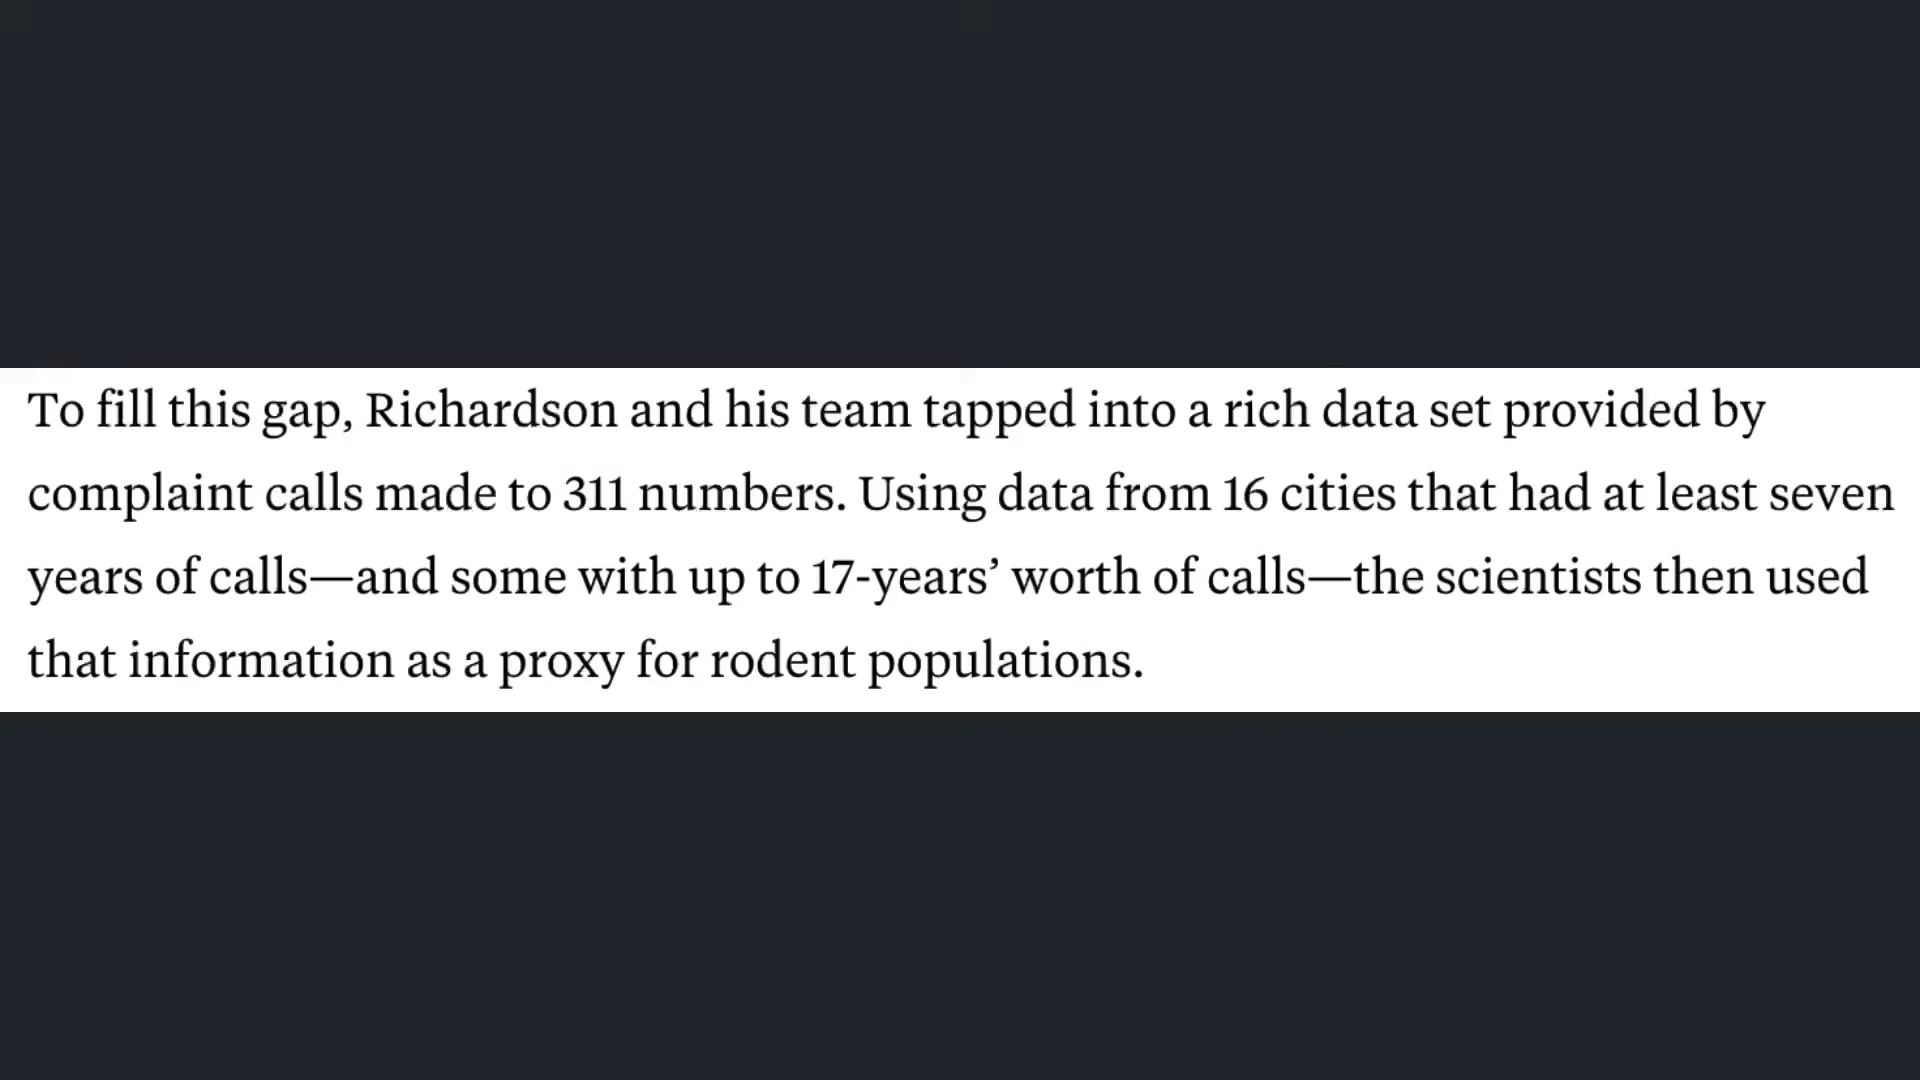 To fill this gap, Richardson and his team tapped into a rich data set provided by
complaint calls made to 311 numbers. Using data from 16 cities that had at least seven
years of calls—and some with up to 17-years’ worth of calls—the scientists then used
that information as a proxy for rodent populations.